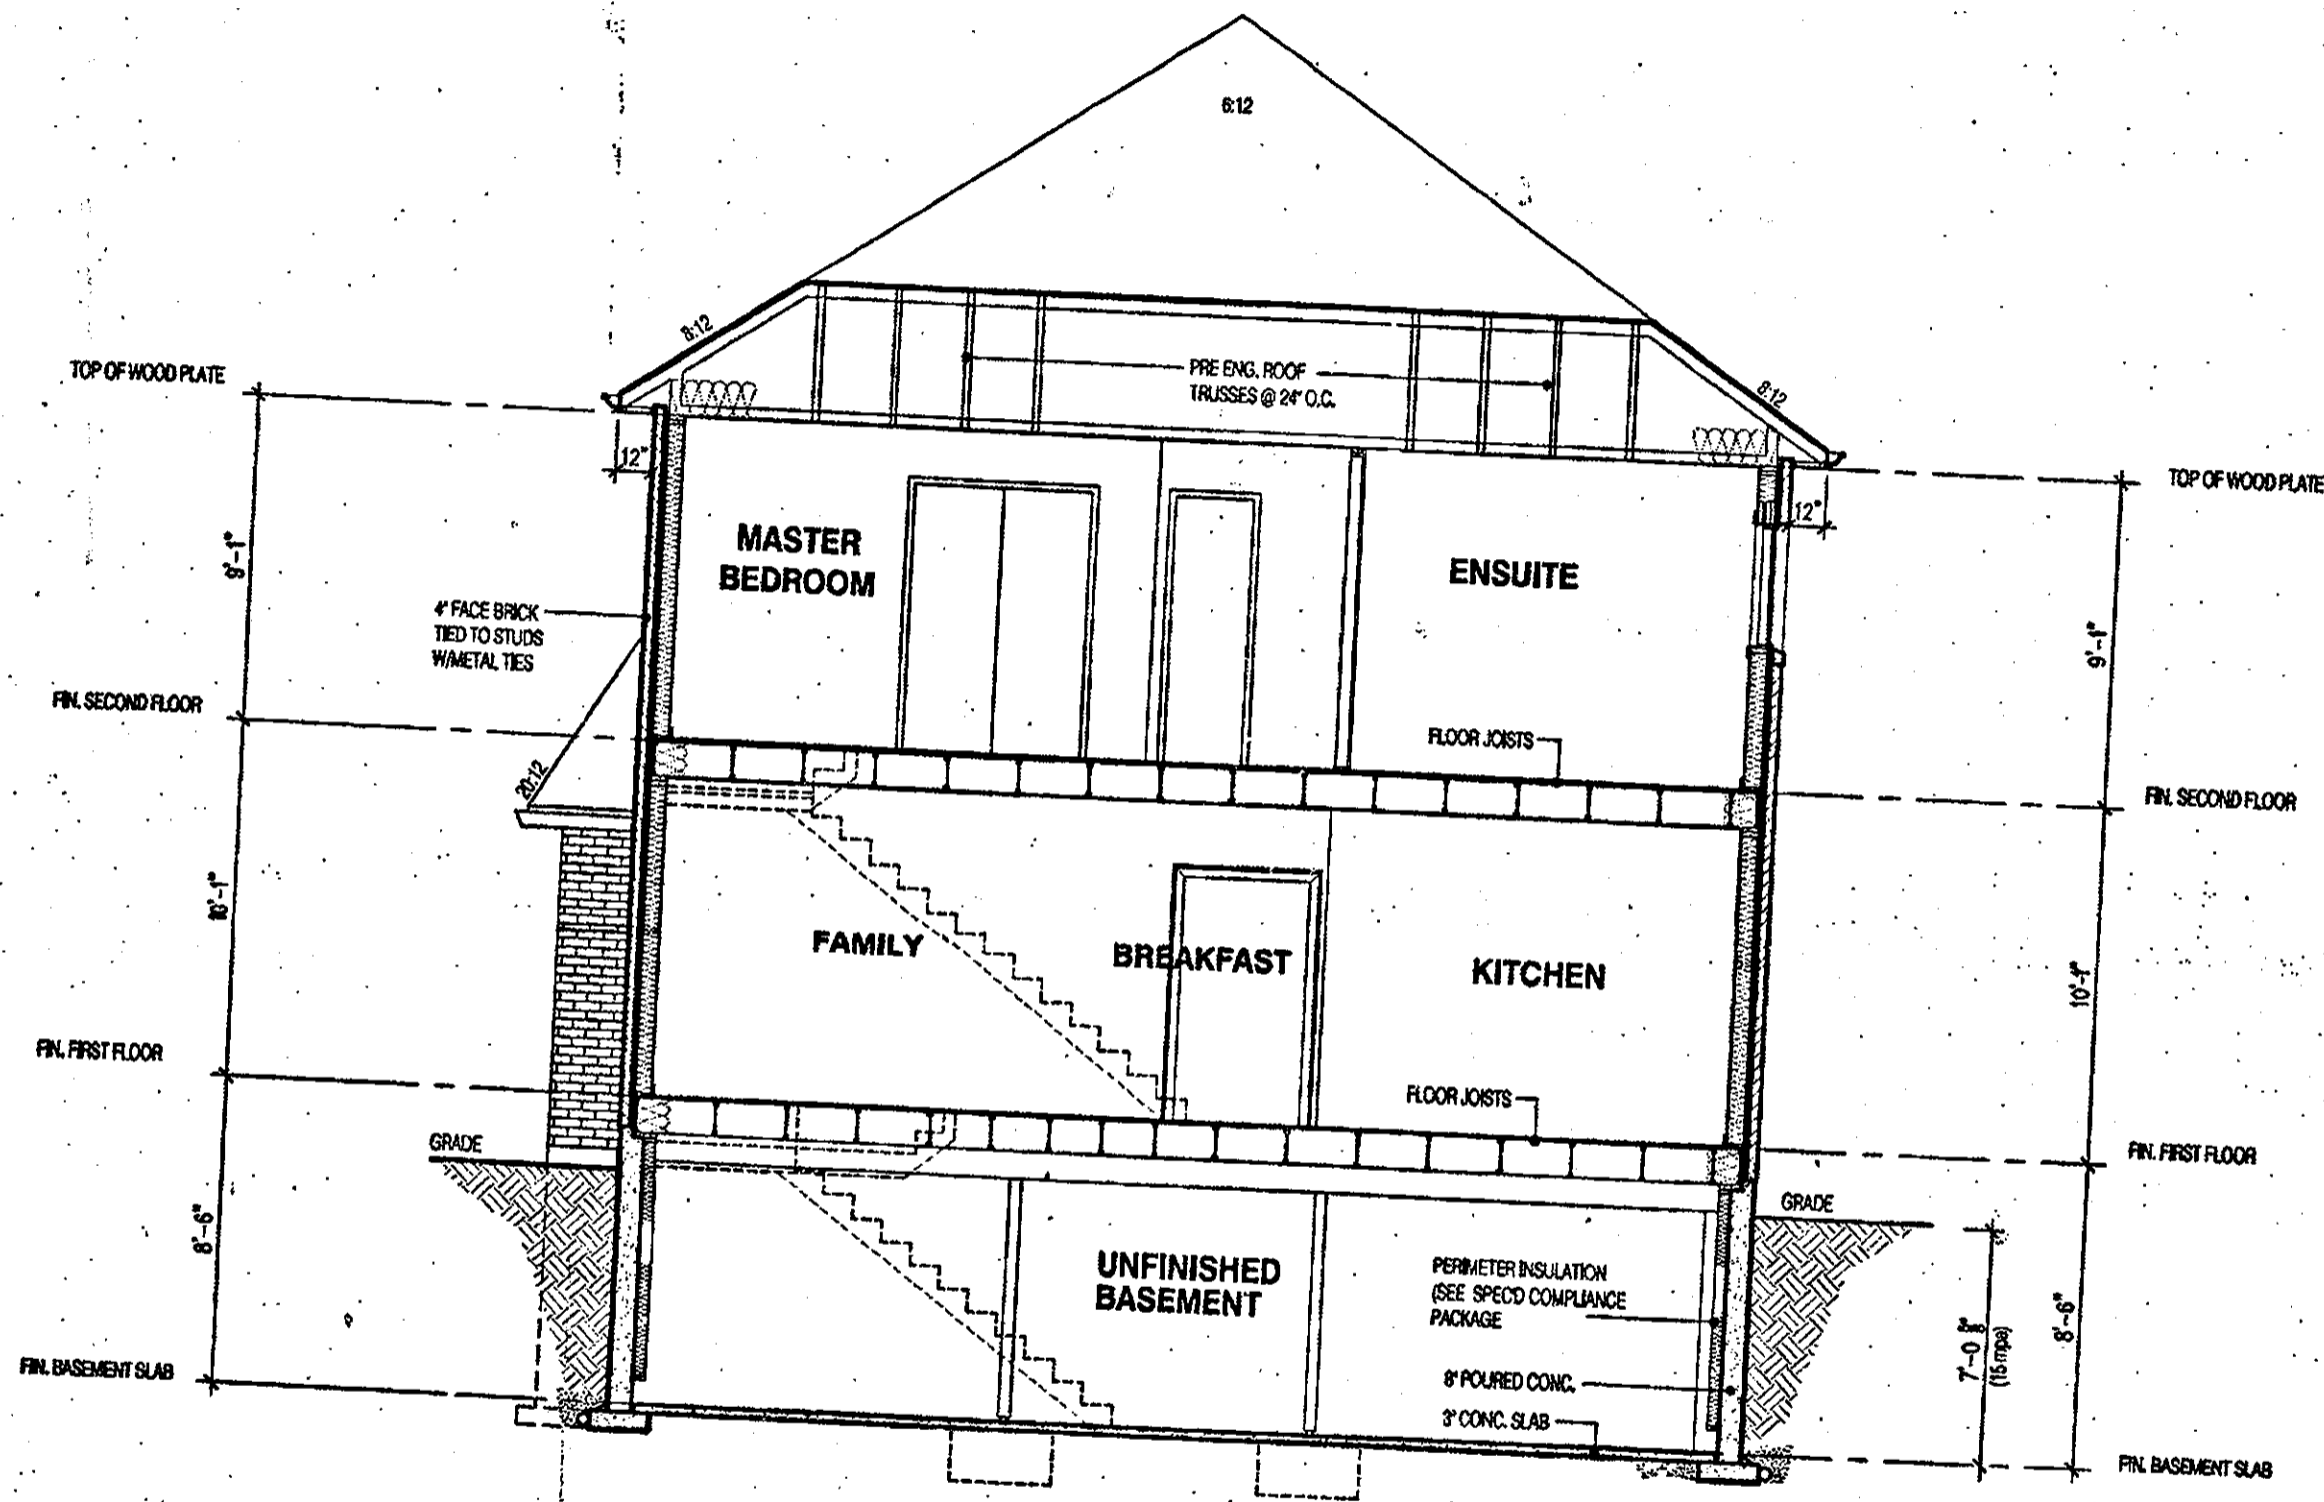 6:12
8:12
PRE ENG. ROOF
TRUSSES @ 24" O.C.
8:12
TOP OF WOOD PLATE
TOP OF WOOD PLATE
12"
12"
MASTER
BEDROOM
ENSUITE
9'-1"
9'-1"
4" FACE BRICK
TIED TO STUDS
W/METAL TIES
FIN. SECOND FLOOR
FLOOR JOISTS
20:12
FIN. SECOND FLOOR
10'-1"
FAMILY
BREAKFAST
KITCHEN
10'-1"
FIN. FIRST FLOOR
FLOOR JOISTS
GRADE
FIN. FIRST FLOOR
GRADE
8'-6"
UNFINISHED
BASEMENT
PERIMETER INSULATION
(SEE SPEC'D COMPLIANCE
PACKAGE
7'-0"
(15 mpa)
8'-6"
FIN. BASEMENT SLAB
8" POURED CONC.
3" CONC. SLAB
FIN. BASEMENT SLAB